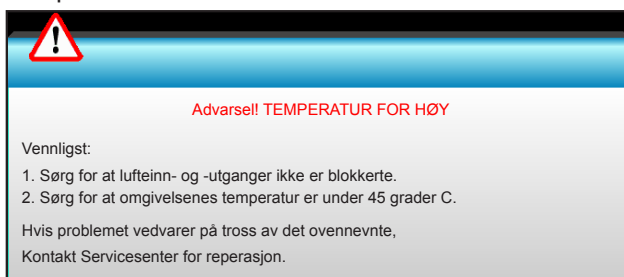 Advarsel! TEMPERATUR FOR HØY
Vennligst:
1. Sørg for at lufteinn- og -utganger ikke er blokkerte.
2. Sørg for at omgivelsenes temperatur er under 45 grader C.
Hvis problemet vedvarer på tross av det ovennevnte,
Kontakt Servicesenter for reperasjon.